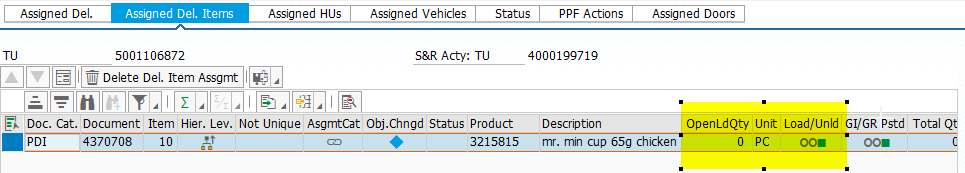 Assigned Del. Assigned Del. Items Assigned HUs Assigned Vehicles Status PPF Actions Assigned Doors
TU 5001106872 S&R Acty: TU 4000199719
Delete Del. Item Assgmt
Doc. Cat. Document Item Hier. Lev. Not Unique AsgmtCat Obj.Chngd Status Product Description OpenLdQty Unit Load/Unld GI/GR Pstd Total Qt
PDI 4370708 10 3215815 mr. min cup 65g chicken 0 PC 0